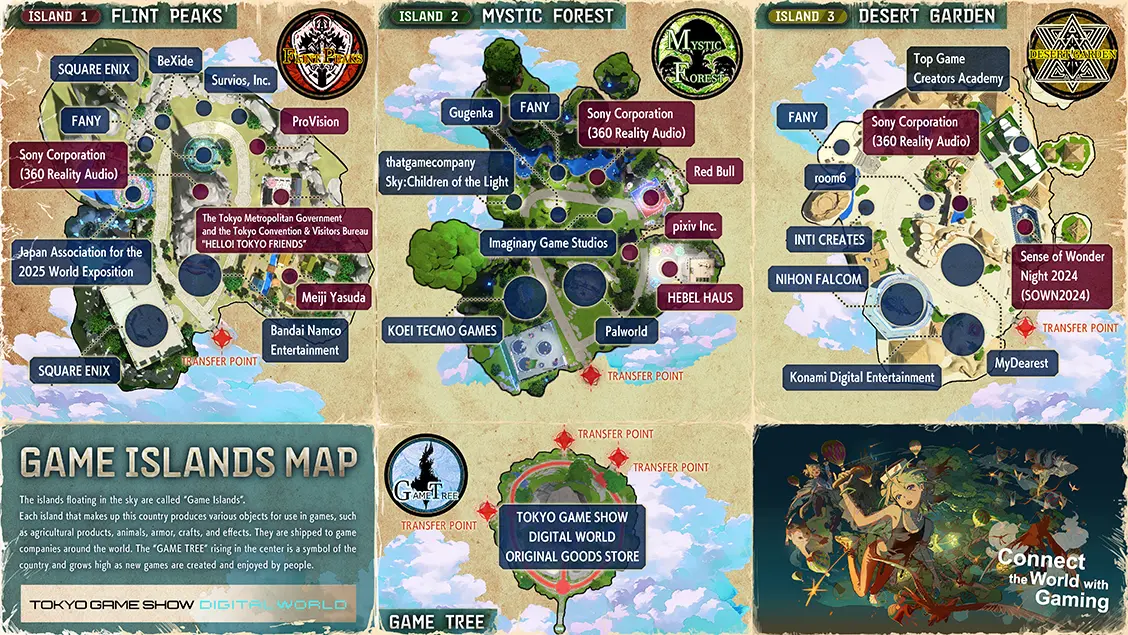 ISLAND 1 FLINT PEAKS
FLINT PEAKS
SQUARE ENIX
BeXide
Survios, Inc.
FANY
ProVision
Sony Corporation
(360 Reality Audio)
The Tokyo Metropolitan Government
and the Tokyo Convention & Visitors Bureau
"HELLO! TOKYO FRIENDS"
Japan Association for the
2025 World Exposition
Meiji Yasuda
Bandai Namco
Entertainment
TRANSFER POINT
SQUARE ENIX
ISLAND 2 MYSTIC FOREST
MYSTIC
FOREST
Gugenka
FANY
Sony Corporation
(360 Reality Audio)
thatgamecompany
Sky:Children of the Light
Red Bull
pixiv Inc.
Imaginary Game Studios
HEBEL HAUS
KOEI TECMO GAMES
Palworld
TRANSFER POINT
ISLAND 3 DESERT GARDEN
DESERT GARDEN
Top Game
Creators Academy
FANY
Sony Corporation
(360 Reality Audio)
room6
INTI CREATES
NIHON FALCOM
Sense of Wonder
Night 2024
(SOWN2024)
TRANSFER POINT
MyDearest
Konami Digital Entertainment
GAME ISLANDS MAP
The islands floating in the sky are called "Game Islands".
Each island that makes up this country produces various objects for use in games, such
as agricultural products, animals, armor, crafts, and effects. They are shipped to game
companies around the world. The "GAME TREE" rising in the center is a symbol of the
country and grows high as new games are created and enjoyed by people.
TOKYO GAME SHOW DIGITAL WORLD
GAME TREE
TRANSFER POINT
TRANSFER POINT
TRANSFER POINT
TOKYO GAME SHOW
DIGITAL WORLD
ORIGINAL GOODS STORE
GAME TREE
Connect
the World with
Gaming